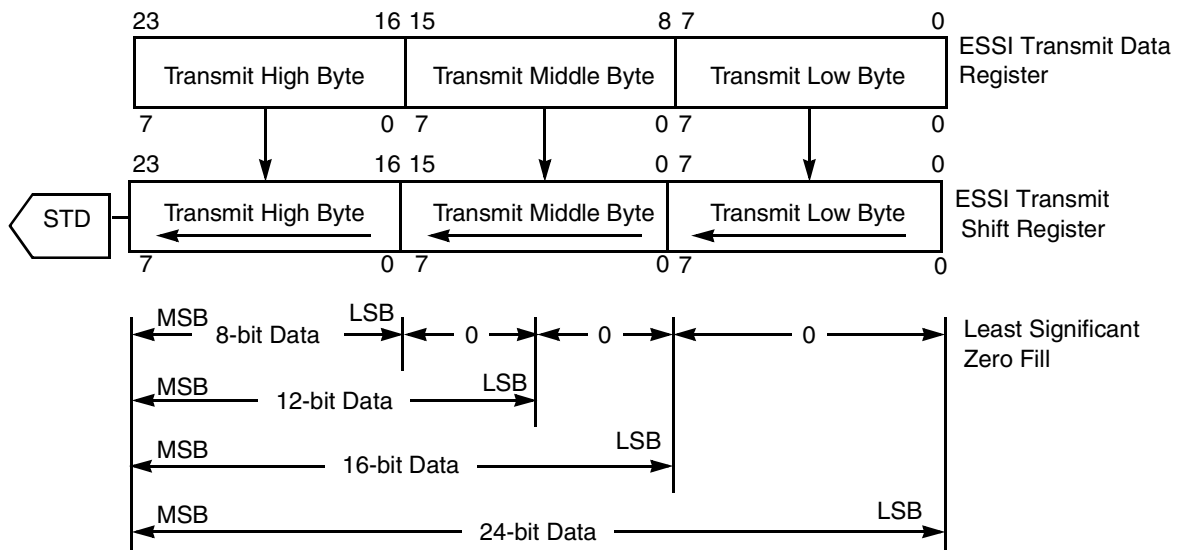 23 16 15 8 7 0
ESSI Transmit Data
Register
Transmit High Byte Transmit Middle Byte Transmit Low Byte
7 0 7 0 7 0
23 16 15 0 7 0
STD Transmit High Byte Transmit Middle Byte Transmit Low Byte
ESSI Transmit
Shift Register
7 0 7 0 7 0
MSB 8-bit Data LSB 0 0 0
Least Significant
Zero Fill
MSB 12-bit Data LSB
MSB 16-bit Data LSB
MSB 24-bit Data LSB